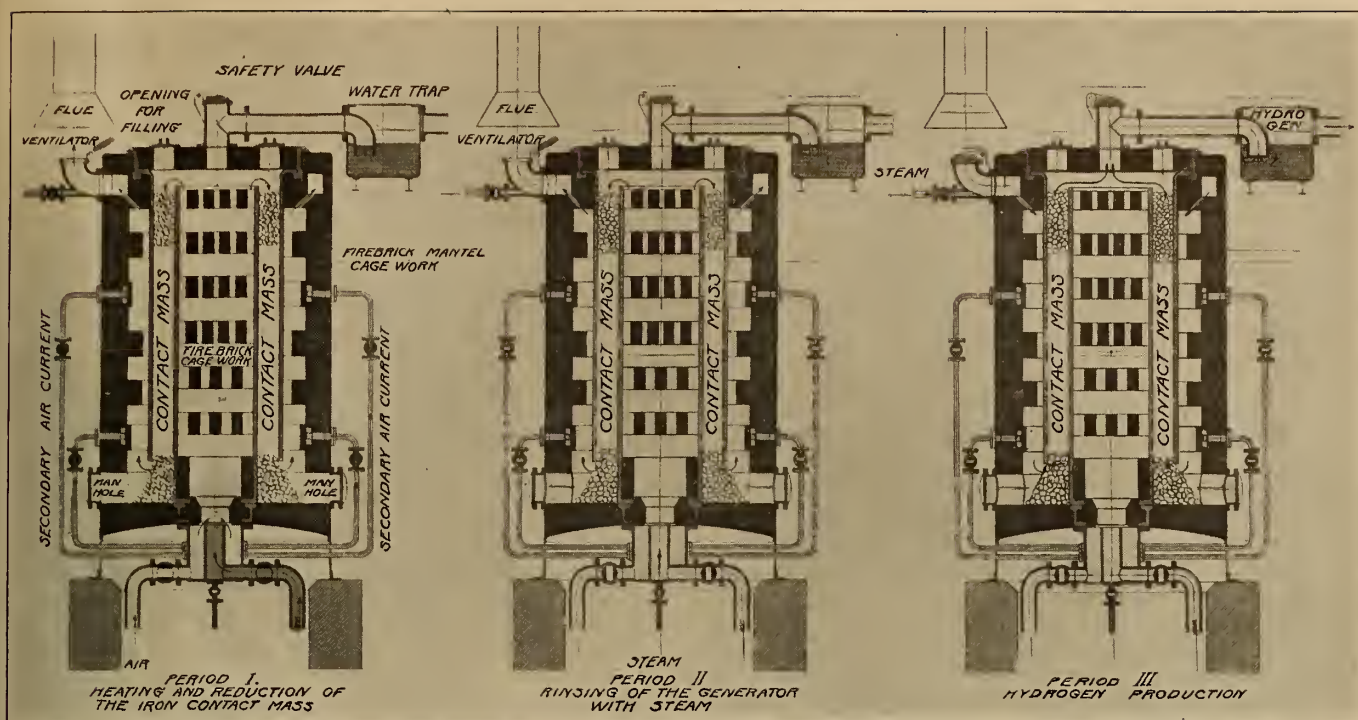 SAFETY VALVE
FLUE
OPENING
FOR
FILLING
WATER TRAP
VENTILATOR
FIREBRICK MANTEL
CAGE WORK
CONTACT MASS
FIREBRICK
CAGE WORK
CONTACT MASS
SECONDARY AIR CURRENT
SECONDARY AIR CURRENT
MAN
HOLE
MAN
HOLE
AIR
PERIOD I.
HEATING AND REDUCTION OF
THE IRON CONTACT MASS
FLUE
VENTILATOR
CONTACT MASS
CONTACT MASS
STEAM
PERIOD II
RINSING OF THE GENERATOR
WITH STEAM
HYDRO
GEN
STEAM
CONTACT MASS
CONTACT MASS
PERIOD III
HYDROGEN PRODUCTION